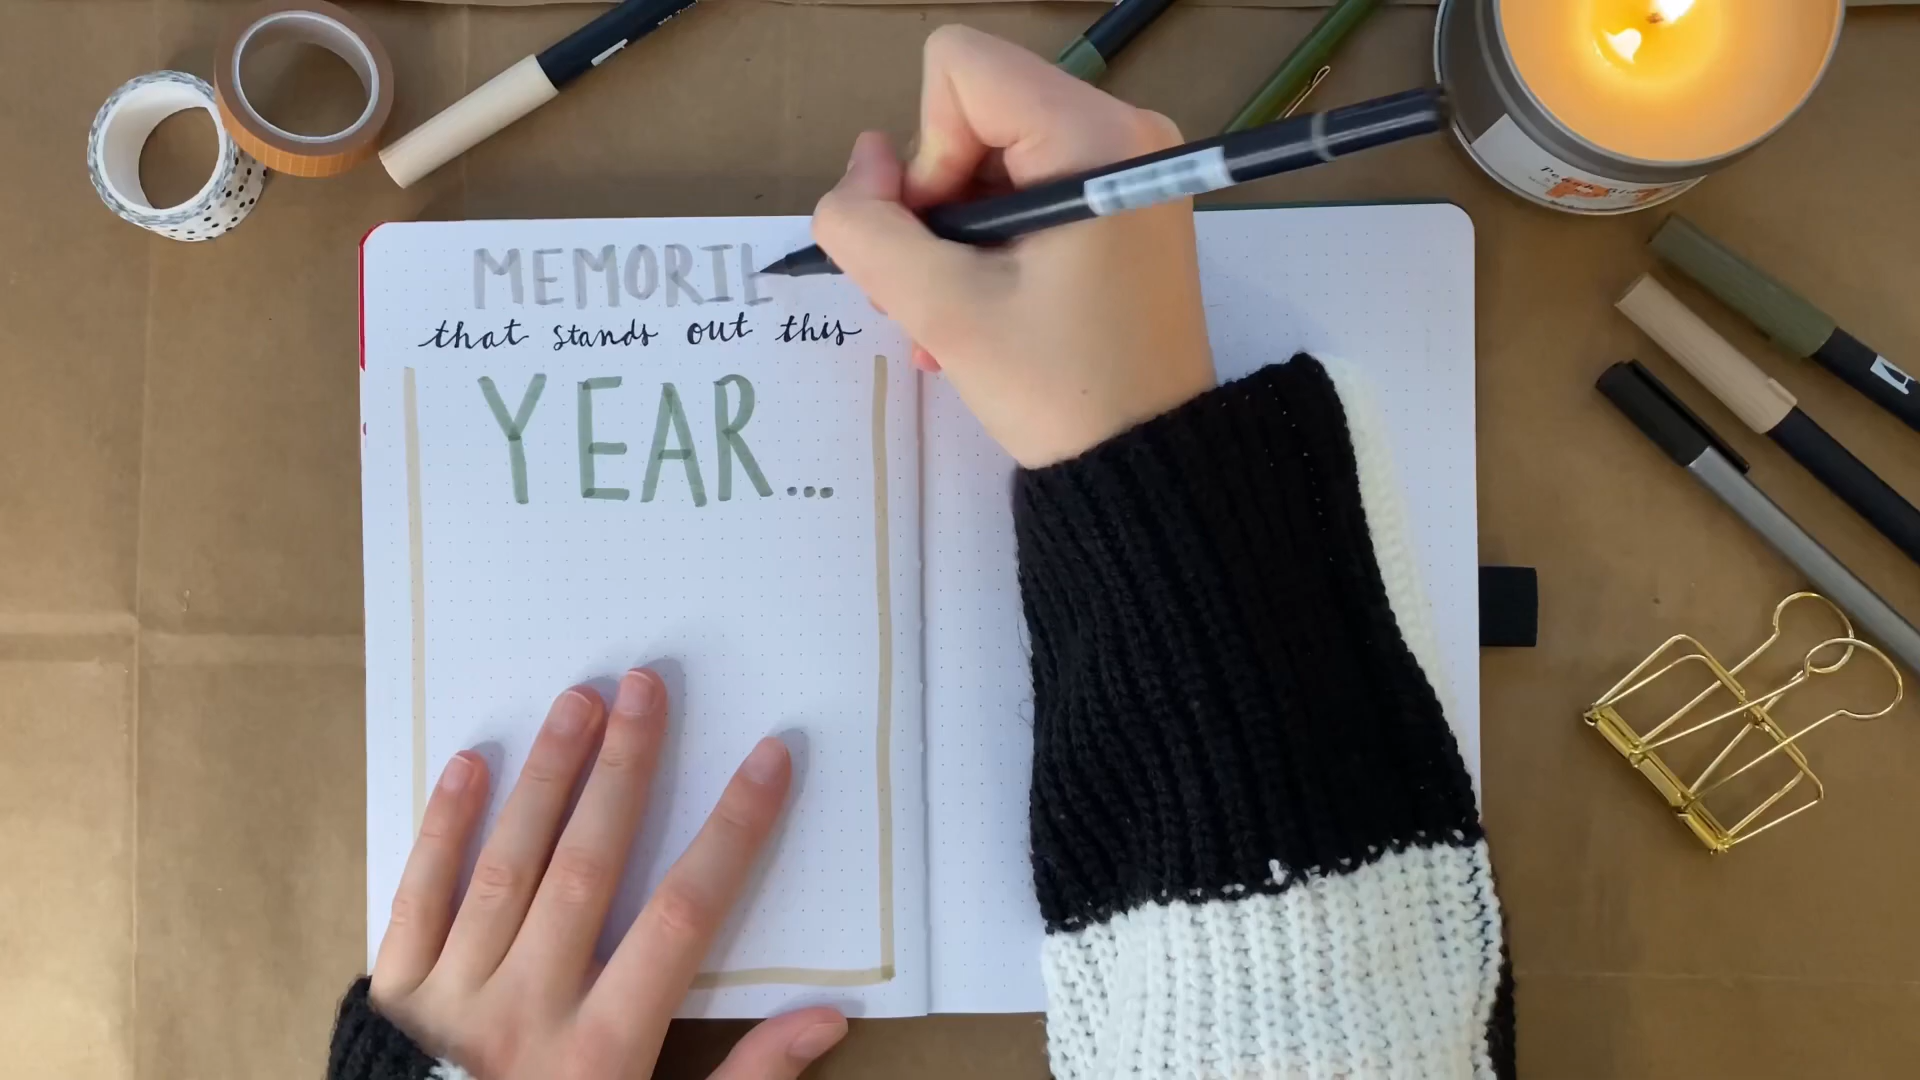 MEMORIE
that stands out this
YEAR...